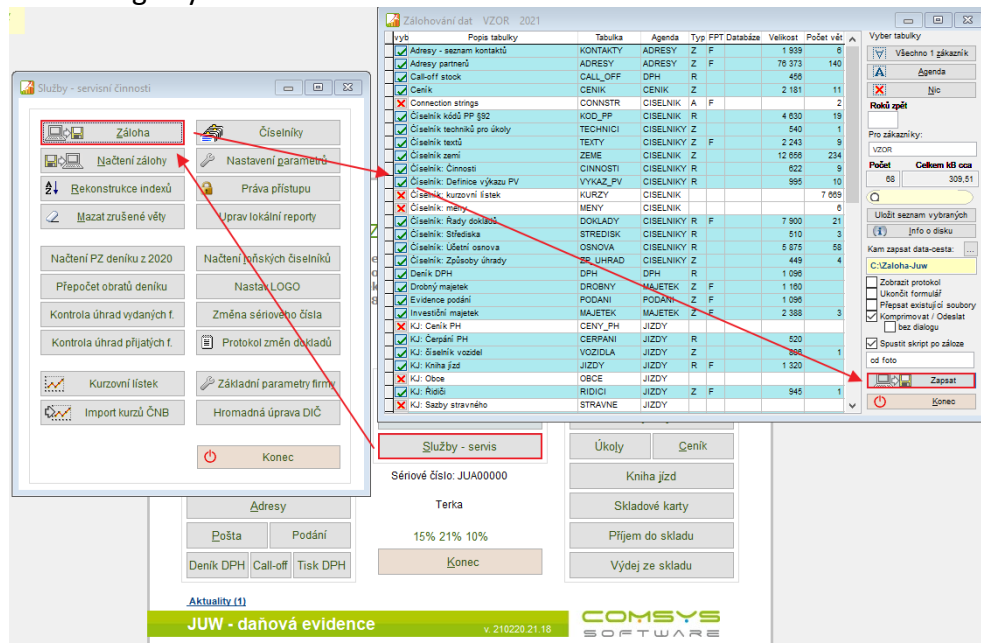 Zálohování dat VZOR 2021
vyb Popis tabulky Tabulka Agenda Typ FPT Databáze Velikost Počet vět
Adresy - seznam kontaktů KONTAKTY ADRESY Z F 1 939 6
Adresy partnerů ADRESY ADRESY Z F 76 373 140
Call-off stock CALL_OFF DPH R 456
Ceník CENIK CENIK Z 2 181 11
Connection strings CONNSTR CISELNIK A F 2
Číselník kódů PP §92 KOD_PP CISELNIK R 4 630 19
Číselník techniků pro úkoly TECHNICI CISELNIKY Z 540 1
Číselník textů TEXTY CISELNIKY Z F 2 243 9
Číselník zemí ZEME CISELNIK Z 12 656 234
Číselník: Činnosti CINNOSTI CISELNIKY R 622 9
Číselník: Definice výkazu PV VYKAZ_PV CISELNIKY R 995 10
Číselník: kurzovní lístek KURZY CISELNIK 7 669
Číselník: měny MENY CISELNIK 6
Číselník: Řady dokladů DOKLADY CISELNIKY R F 7 900 21
Číselník: Střediska STREDISK CISELNIKY R 510 3
Číselník: Účetní osnova OSNOVA CISELNIKY R 5 875 58
Číselník: Způsoby úhrady ZP_UHRAD CISELNIKY Z 449 4
Deník DPH DPH DPH R 1 096
Drobný majetek DROBNY MAJETEK Z F 1 160
Evidence podání PODANI PODANI Z F 1 096
Investiční majetek MAJETEK MAJETEK Z F 2 388 3
KJ: Ceník PH CENY_PH JIZDY
KJ: Čerpání PH CERPANI JIZDY R 520
KJ: číselník vozidel VOZIDLA JIZDY Z 1
KJ: Kniha jízd JIZDY JIZDY R F 1 320
KJ: Obce OBCE JIZDY
KJ: Řidiči RIDICI JIZDY Z F 945 1
KJ: Sazby stravného STRAVNE JIZDY
Vyber tabulky
Všechno 1 zákazník
Agenda
Nic
Roků zpět
Pro zákazníky:
VZOR
Počet Celkem kB cca
68 309,51
Uložit seznam vybraných
Info o disku
Kam zapsat data-cesta: ...
C:\Zaloha-Juw
Zobrazit protokol
Ukončit formulář
Přepsat existující soubory
Komprimovat / Odeslat
bez dialogu
Spustit skript po záloze
od foto
Zapsat
Konec
Služby - servisní činnosti
Záloha Číselníky
Načtení zálohy Nastavení parametrů
Rekonstrukce indexů Práva přístupu
Mazat zrušené věty Uprav lokální reporty
Načtení PZ deníku z 2020 Načtení loňských číselníků
Přepočet obratů deníku Nastav LOGO
Kontrola úhrad vydaných f. Změna sériového čísla
Kontrola úhrad přijatých f. Protokol změn dokladů
Kurzovní lístek Základní parametry firmy
Import kurzů ČNB Hromadná úprava DIČ
Konec
Služby - servis Úkoly Ceník
Sériové číslo: JUA00000 Kniha jízd
Adresy Terka Skladové karty
Pošta Podání 15% 21% 10% Příjem do skladu
Deník DPH Call-off Tisk DPH Konec Výdej ze skladu
Aktuality (1)
JUW - daňová evidence v. 210220.21.18
COMSYS
SOFTWARE